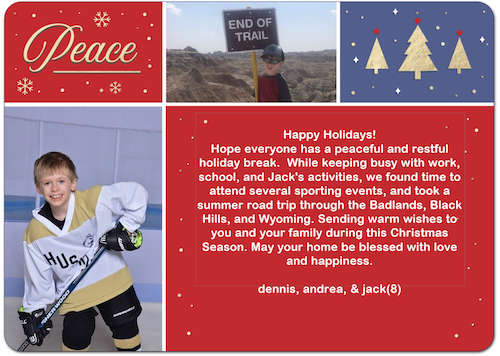 Peace
END OF
TRAIL
Happy Holidays!
Hope everyone has a peaceful and restful
holiday break.  While keeping busy with work,
school, and Jack's activities, we found time to
attend several sporting events, and took a
summer road trip through the Badlands, Black
Hills, and Wyoming. Sending warm wishes to
you and your family during this Christmas
Season. May your home be blessed with love
and happiness.
dennis, andrea, & jack(8)
HUS
SHERWOOD